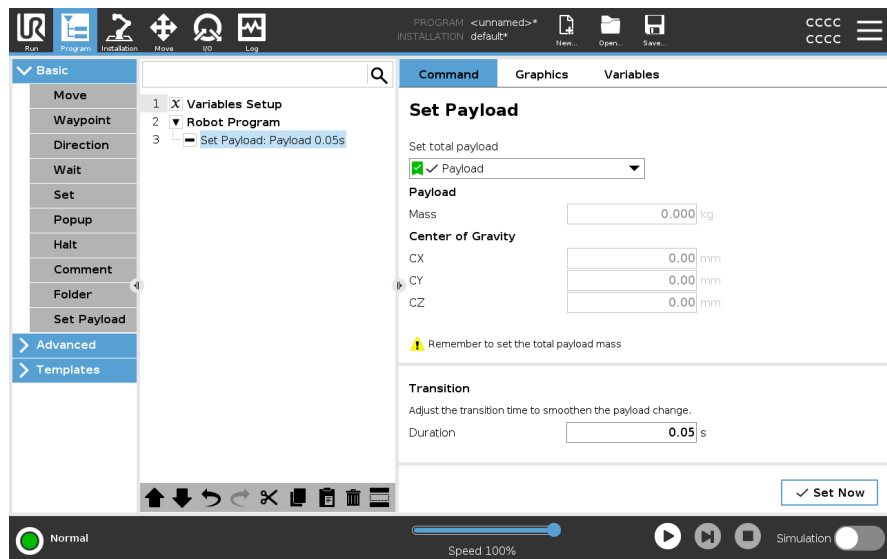 PROGRAM <unnamed>*
INSTALLATION default*
UR
Run
Program
Installation
Move
I/O
Log
New...
Open...
Save...
CCCC
CCCC
Basic
Move
Waypoint
Direction
Wait
Set
Popup
Halt
Comment
Folder
Set Payload
Advanced
Templates
1 X Variables Setup
2 Robot Program
3 Set Payload: Payload 0.05s
Command Graphics Variables
Set Payload
Set total payload
Payload
Payload
Mass 0.000 kg
Center of Gravity
CX 0.00 mm
CY 0.00 mm
CZ 0.00 mm
Remember to set the total payload mass
Transition
Adjust the transition time to smoothen the payload change.
Duration 0.05 s
Set Now
Normal
Speed 100%
Simulation